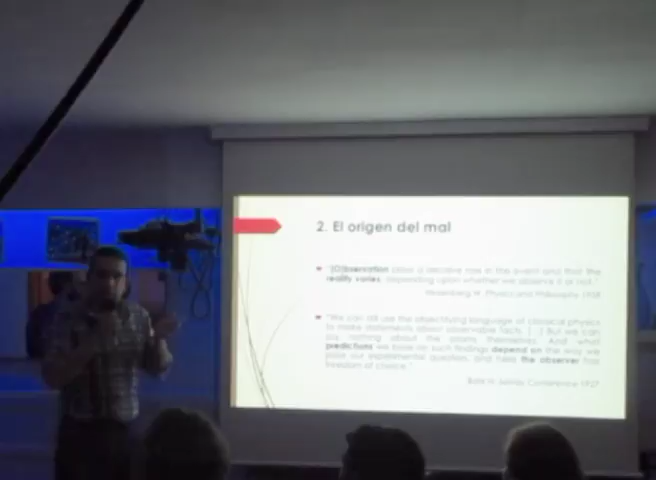 2. El origen del mal
"[O]bservation plays a decisive role in the event and that the
reality varies, depending upon whether we observe it or not."
Heisenberg W. Physics and Philosophy 1958
"We can still use the objectifying language of classical physics
to make statements about observable facts. [...] But we can
say nothing about the atoms themselves. And what
predictions we base on such findings depend on the way we
pose our experimental question, and here the observer has
freedom of choice."
Conference 1927